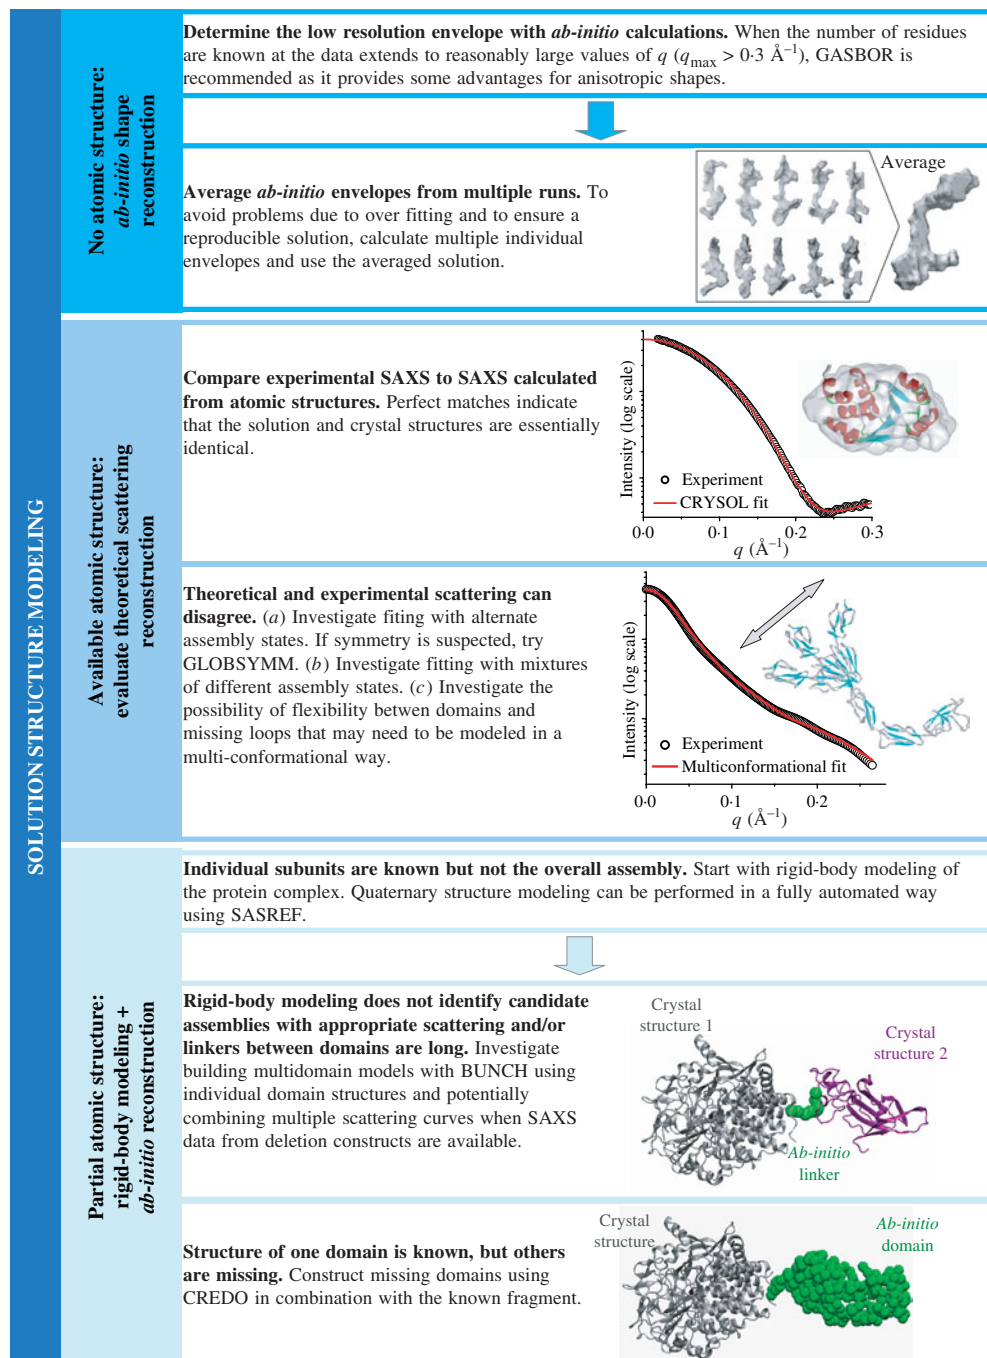 SOLUTION STRUCTURE MODELING
No atomic structure:
ab-initio shape
reconstruction
Determine the low resolution envelope with ab-initio calculations. When the number of residues
are known at the data extends to reasonably large values of q (qmax > 0·3 Å–1), GASBOR is
recommended as it provides some advantages for anisotropic shapes.
Average ab-initio envelopes from multiple runs. To
avoid problems due to over fitting and to ensure a
reproducible solution, calculate multiple individual
envelopes and use the averaged solution.
Average
Available atomic structure:
evaluate theoretical scattering
reconstruction
Compare experimental SAXS to SAXS calculated
from atomic structures. Perfect matches indicate
that the solution and crystal structures are essentially
identical.
Intensity (log scale)
Experiment
CRYSOL fit
0·0 0·1 0·2 0·3
q (Å–1)
Theoretical and experimental scattering can
disagree. (a) Investigate fiting with alternate
assembly states. If symmetry is suspected, try
GLOBSYMM. (b) Investigate fitting with mixtures
of different assembly states. (c) Investigate the
possibility of flexibility betwen domains and
missing loops that may need to be modeled in a
multi-conformational way.
Intensity (log scale)
Experiment
Multiconformational fit
0·0 0·1 0·2
q (Å–1)
Partial atomic structure:
rigid-body modeling +
ab-initio reconstruction
Individual subunits are known but not the overall assembly. Start with rigid-body modeling of
the protein complex. Quaternary structure modeling can be performed in a fully automated way
using SASREF.
Rigid-body modeling does not identify candidate
assemblies with appropriate scattering and/or
linkers between domains are long. Investigate
building multidomain models with BUNCH using
individual domain structures and potentially
combining multiple scattering curves when SAXS
data from deletion constructs are available.
Crystal
structure 1
Crystal
structure 2
Ab-initio
linker
Structure of one domain is known, but others
are missing. Construct missing domains using
CREDO in combination with the known fragment.
Crystal
structure
Ab-initio
domain